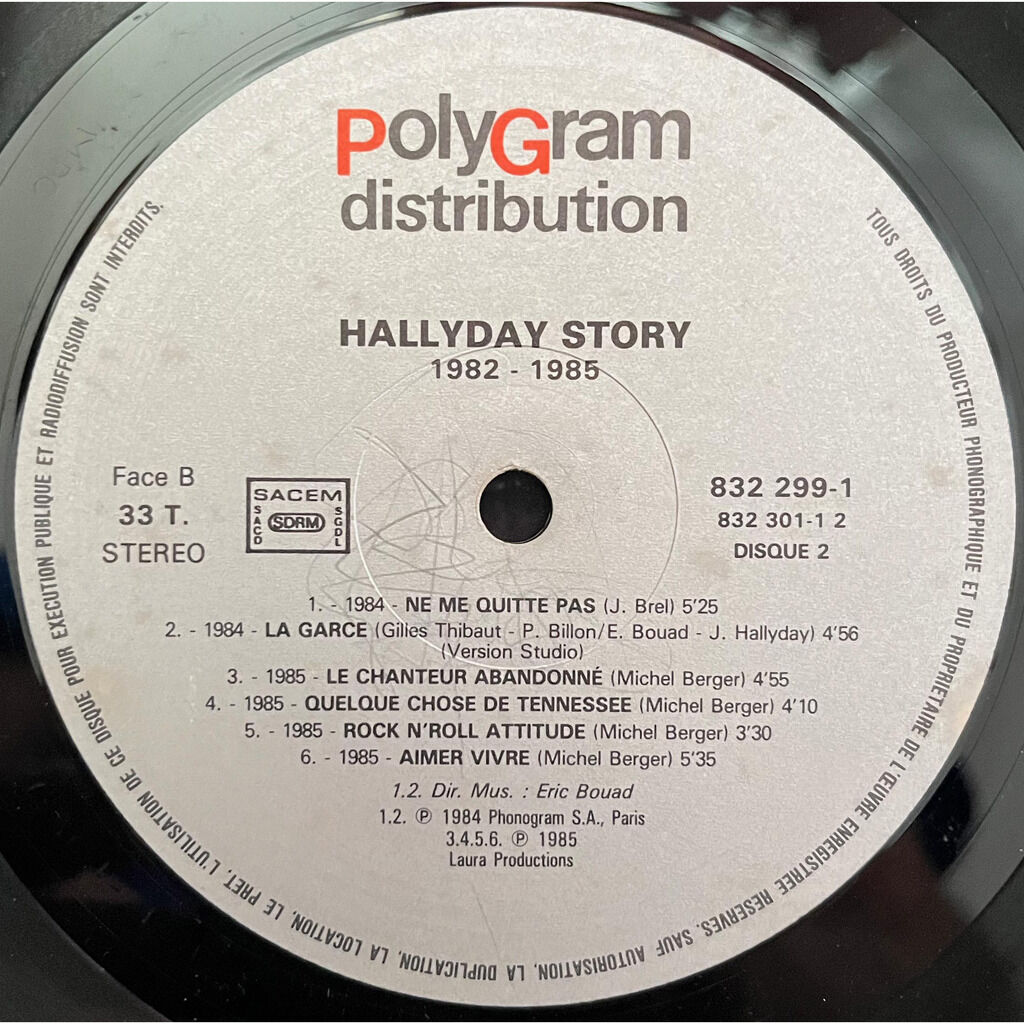 PolyGram
distribution
HALLYDAY STORY
1982 - 1985
Face B
33 T.
STEREO
SACEM
SACD
SDRM
SGDL
832 299-1
832 301-1 2
DISQUE 2
1. - 1984 - NE ME QUITTE PAS (J. Brel) 5'25
2. - 1984 - LA GARCE (Gilles Thibaut - P. Billon/E. Bouad - J. Hallyday) 4'56
(Version Studio)
3. - 1985 - LE CHANTEUR ABANDONNÉ (Michel Berger) 4'55
4. - 1985 - QUELQUE CHOSE DE TENNESSEE (Michel Berger) 4'10
5. - 1985 - ROCK N'ROLL ATTITUDE (Michel Berger) 3'30
6. - 1985 - AIMER VIVRE (Michel Berger) 5'35
1.2. Dir. Mus. : Eric Bouad
1.2. ℗ 1984 Phonogram S.A., Paris
3.4.5.6. ℗ 1985
Laura Productions
TOUS DROITS DU PRODUCTEUR PHONOGRAPHIQUE ET DU PROPRIETAIRE DE L'ŒUVRE ENREGISTREE RESERVES. SAUF AUTORISATION, LA DUPLICATION, LA LOCATION, LE PRET, L'UTILISATION DE CE DISQUE POUR EXECUTION PUBLIQUE ET RADIODIFFUSION SONT INTERDITS.